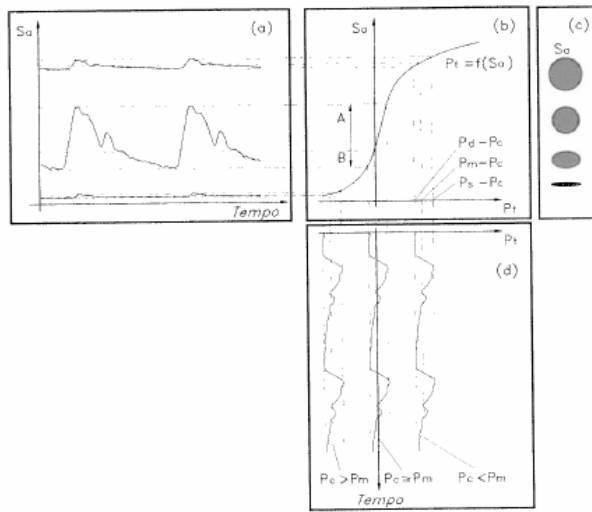 Sa
(a)
Tempo
Sa
(b)
Pt=f(Sa)
A
B
Pd-Pc
Pm-Pc
Ps-Pc
Pt
(c)
Sa
Pt
(d)
Pc>Pm
Pc≅Pm
Pc<Pm
Tempo